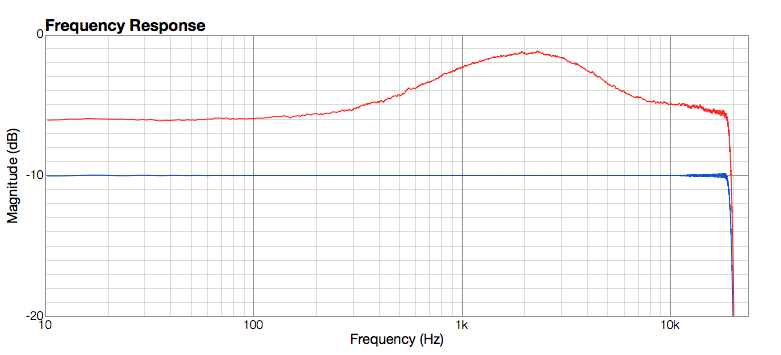 Frequency Response
0
-10
-20
Magnitude (dB)
10
100
1k
10k
Frequency (Hz)